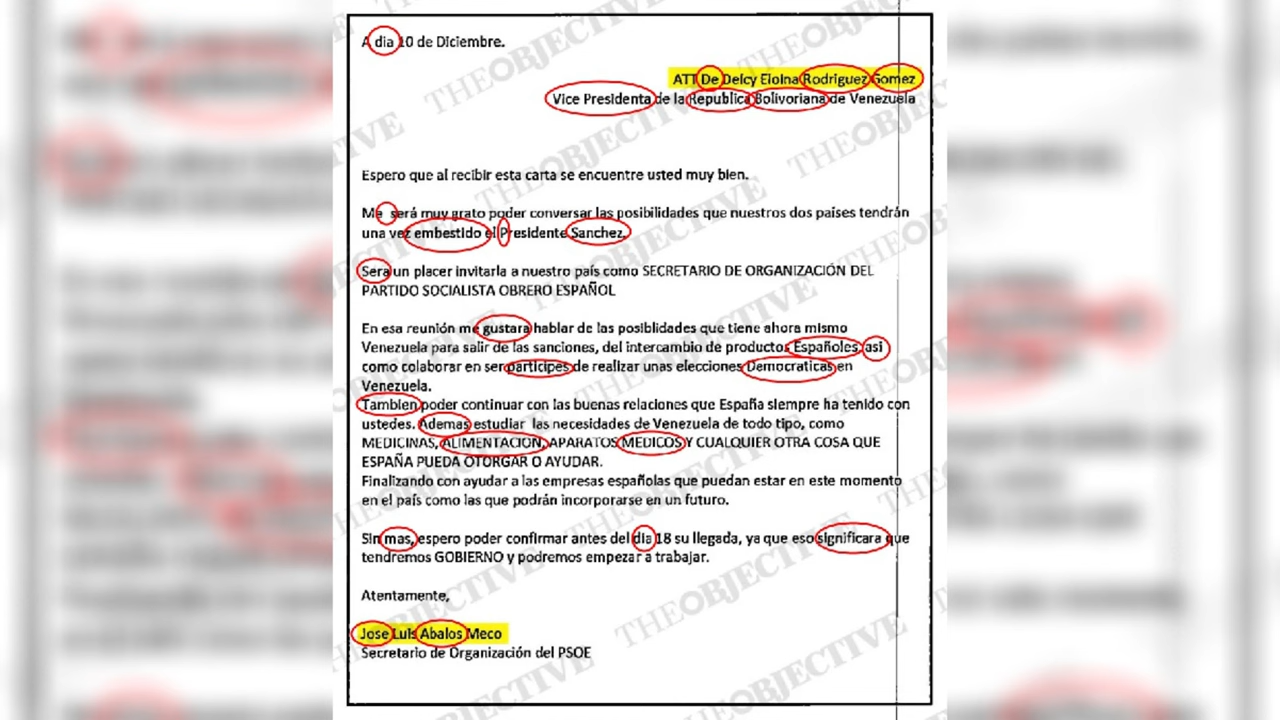 A dia 10 de Diciembre.
ATT De Delcy Eloina Rodriguez Gomez
Vice Presidenta de la Republica Bolivoriana de Venezuela
Espero que al recibir esta carta se encuentre usted muy bien.
Me será muy grato poder conversar las posibilidades que nuestros dos países tendrán
una vez embestido el Presidente Sanchez.
Sera un placer invitarla a nuestro país como SECRETARIO DE ORGANIZACIÓN DEL
PARTIDO SOCIALISTA OBRERO ESPAÑOL
En esa reunión me gustara hablar de las posiblidades que tiene ahora mismo
Venezuela para salir de las sanciones, del intercambio de productos Españoles, asi
como colaborar en ser participes de realizar unas elecciones Democraticas en
Venezuela.
Tambien poder continuar con las buenas relaciones que España siempre ha tenido con
ustedes. Ademas estudiar las necesidades de Venezuela de todo tipo, como
MEDICINAS, ALIMENTACION, APARATOS MEDICOS Y CUALQUIER OTRA COSA QUE
ESPAÑA PUEDA OTORGAR O AYUDAR.
Finalizando con ayudar a las empresas españolas que puedan estar en este momento
en el país como las que podrán incorporarse en un futuro.
Sin mas, espero poder confirmar antes del dia 18 su llegada, ya que eso significara que
tendremos GOBIERNO y podremos empezar a trabajar.
Atentamente,
Jose Luis Abalos Meco
Secretario de Organización del PSOE
THE OBJECTIVE